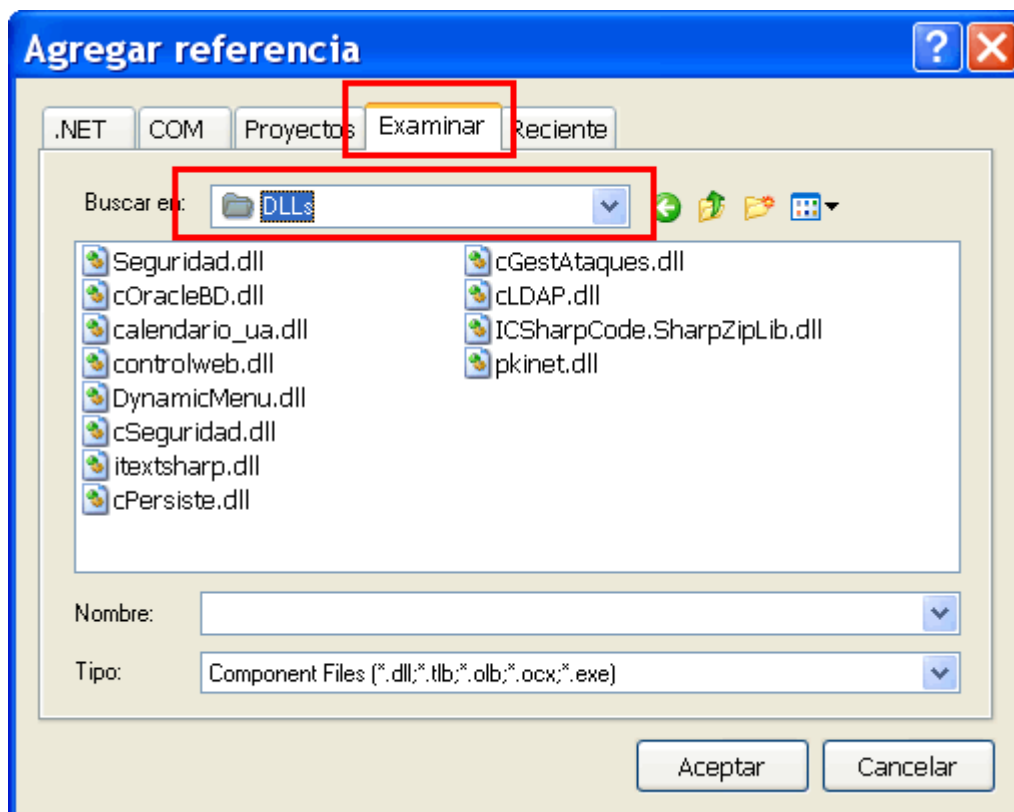 Agregar referencia
.NET COM Proyectos Examinar Reciente
Buscar en: DLLs
Seguridad.dll cGestAtaques.dll
cOracleBD.dll cLDAP.dll
calendario_ua.dll ICSharpCode.SharpZipLib.dll
controlweb.dll pkinet.dll
DynamicMenu.dll
cSeguridad.dll
itextsharp.dll
cPersiste.dll
Nombre:
Tipo: Component Files (*.dll;*.tlb;*.olb;*.ocx;*.exe)
Aceptar Cancelar